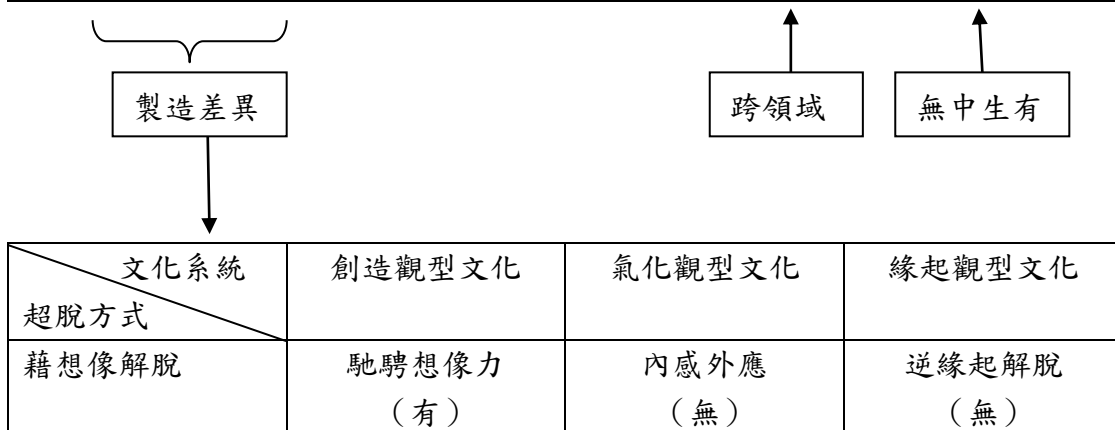 製造差異
跨領域
無中生有
文化系統
超脫方式
創造觀型文化
氣化觀型文化
緣起觀型文化
藉想像解脫
馳騁想像力
（有）
內感外應
（無）
逆緣起解脫
（無）